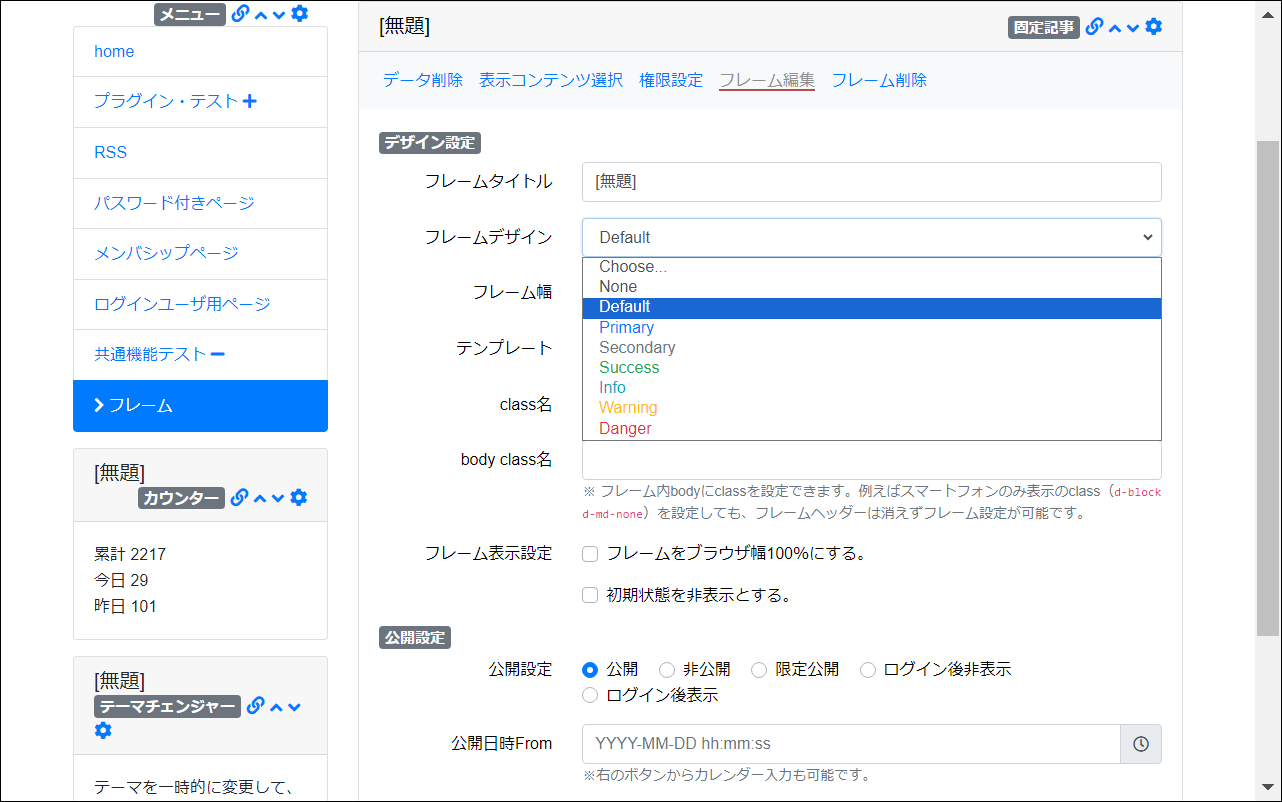 メニュー
home
プラグイン・テスト
RSS
パスワード付きページ
メンバシップページ
ログインユーザ用ページ
共通機能テスト
フレーム
[無題]
カウンター
累計 2217
今日 29
昨日 101
[無題]
テーマチェンジャー
テーマを一時的に変更して、
[無題]
固定記事
データ削除 表示コンテンツ選択 権限設定 フレーム編集 フレーム削除
デザイン設定
フレームタイトル [無題]
フレームデザイン Default
Choose...
None
Default
Primary
Secondary
Success
Info
Warning
Danger
フレーム幅
テンプレート
class名
body class名
※ フレーム内bodyにclassを設定できます。例えばスマートフォンのみ表示のclass（d-block
d-md-none）を設定しても、フレームヘッダーは消えずフレーム設定が可能です。
フレーム表示設定 フレームをブラウザ幅100%にする。
初期状態を非表示とする。
公開設定
公開設定 公開 非公開 限定公開 ログイン後非表示
ログイン後表示
公開日時From YYYY-MM-DD hh:mm:ss
※右のボタンからカレンダー入力も可能です。